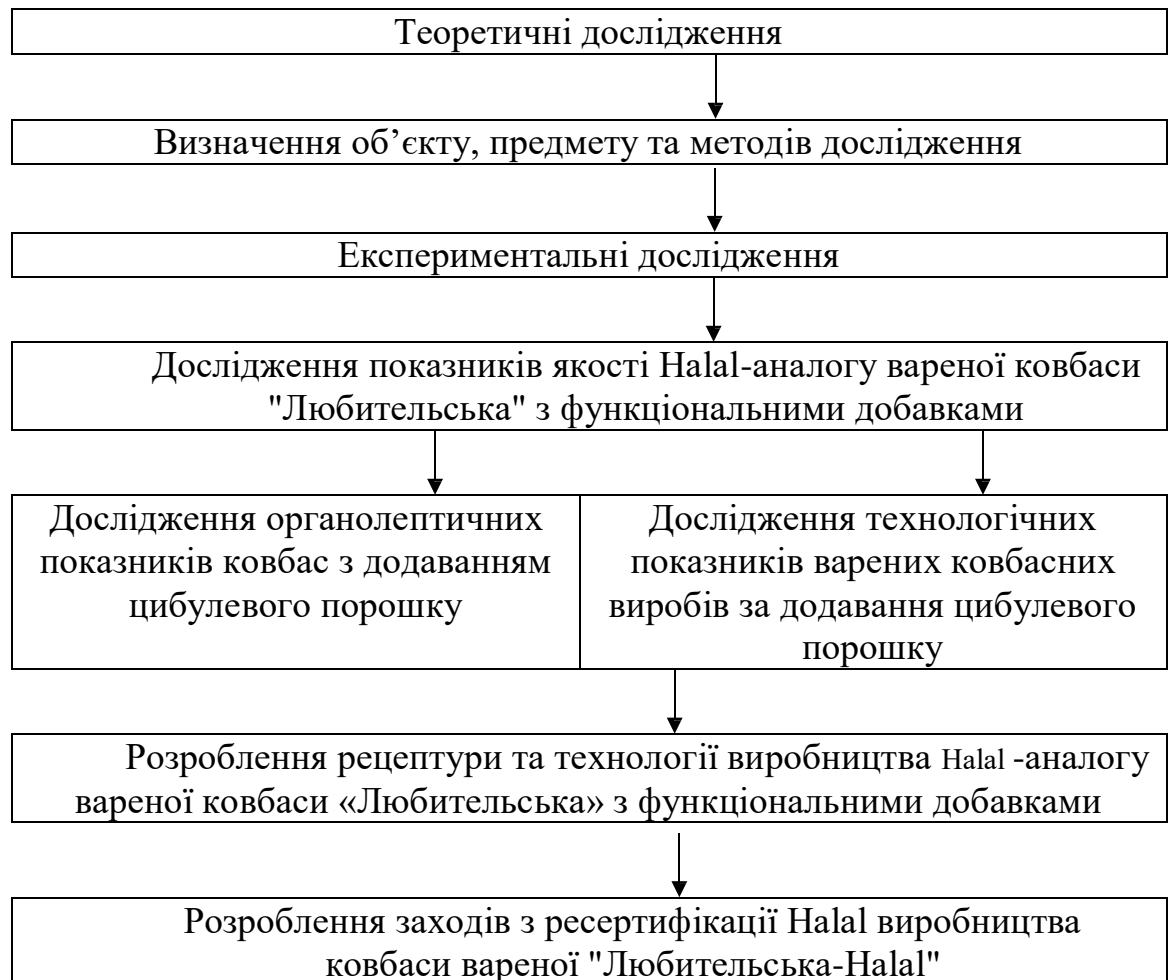 Теоретичні дослідження
Визначення об’єкту, предмету та методів дослідження
Експериментальні дослідження
Дослідження показників якості Halal-аналогу вареної ковбаси
"Любительська" з функціональними добавками
Дослідження органолептичних
показників ковбас з додаванням
цибулевого порошку
Дослідження технологічних
показників варених ковбасних
виробів за додавання цибулевого
порошку
Розроблення рецептури та технології виробництва Halal -аналогу
вареної ковбаси «Любительська» з функціональними добавками
Розроблення заходів з ресертифікації Halal виробництва
ковбаси вареної "Любительська-Halal"